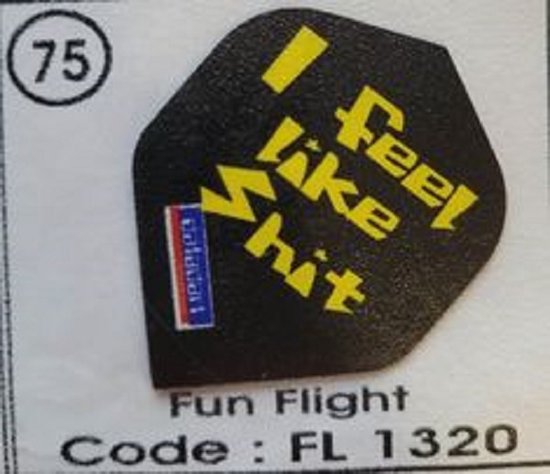 75
I feel
like
Shit
Fun Flight
Code : FL 1320